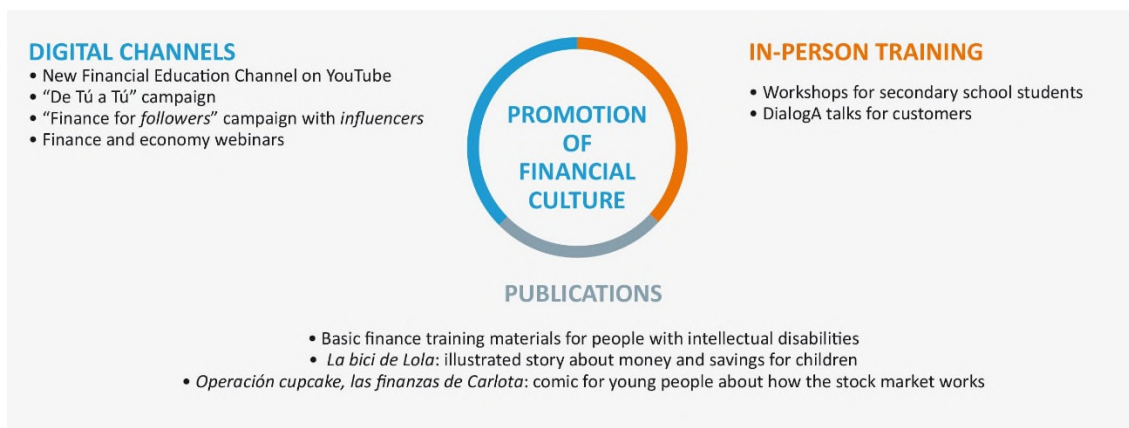 DIGITAL CHANNELS
• New Financial Education Channel on YouTube
• “De Tú a Tú” campaign
• “Finance for followers” campaign with influencers
• Finance and economy webinars
PROMOTION
OF
FINANCIAL
CULTURE
IN-PERSON TRAINING
• Workshops for secondary school students
• DialogA talks for customers
PUBLICATIONS
• Basic finance training materials for people with intellectual disabilities
• La bici de Lola: illustrated story about money and savings for children
• Operación cupcake, las finanzas de Carlota: comic for young people about how the stock market works